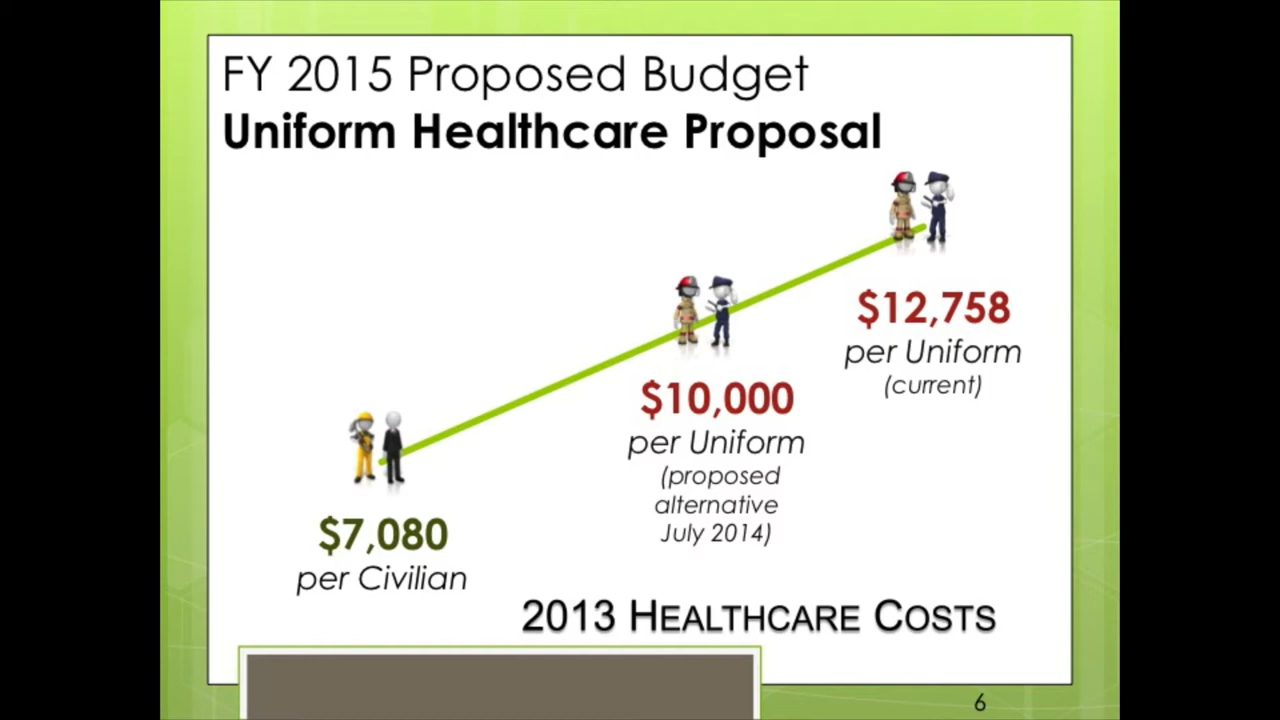 FY 2015 Proposed Budget
Uniform Healthcare Proposal
$12,758
per Uniform
(current)
$10,000
per Uniform
(proposed
alternative
July 2014)
$7,080
per Civilian
2013 HEALTHCARE COSTS
6